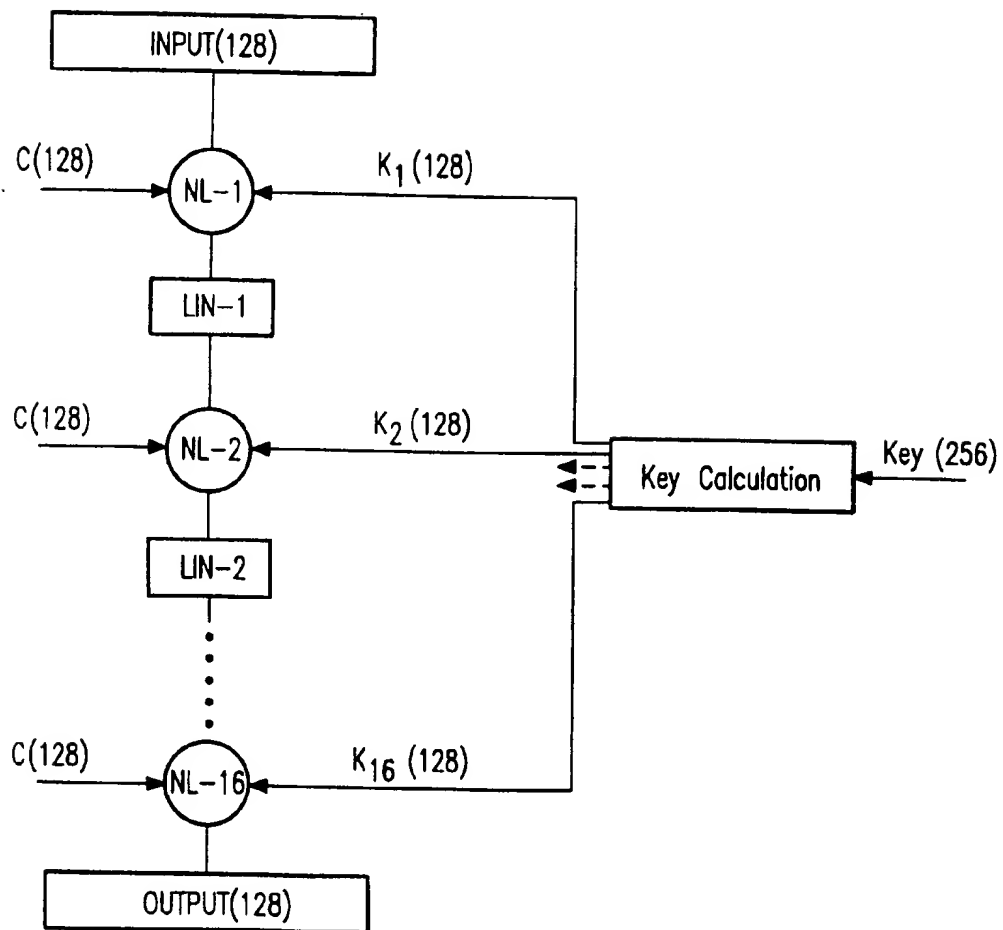 INPUT(128)
C(128)
K1 (128)
NL-1
LIN-1
C(128)
K2 (128)
NL-2
Key Calculation
Key (256)
LIN-2
C(128)
K16 (128)
NL-16
OUTPUT(128)